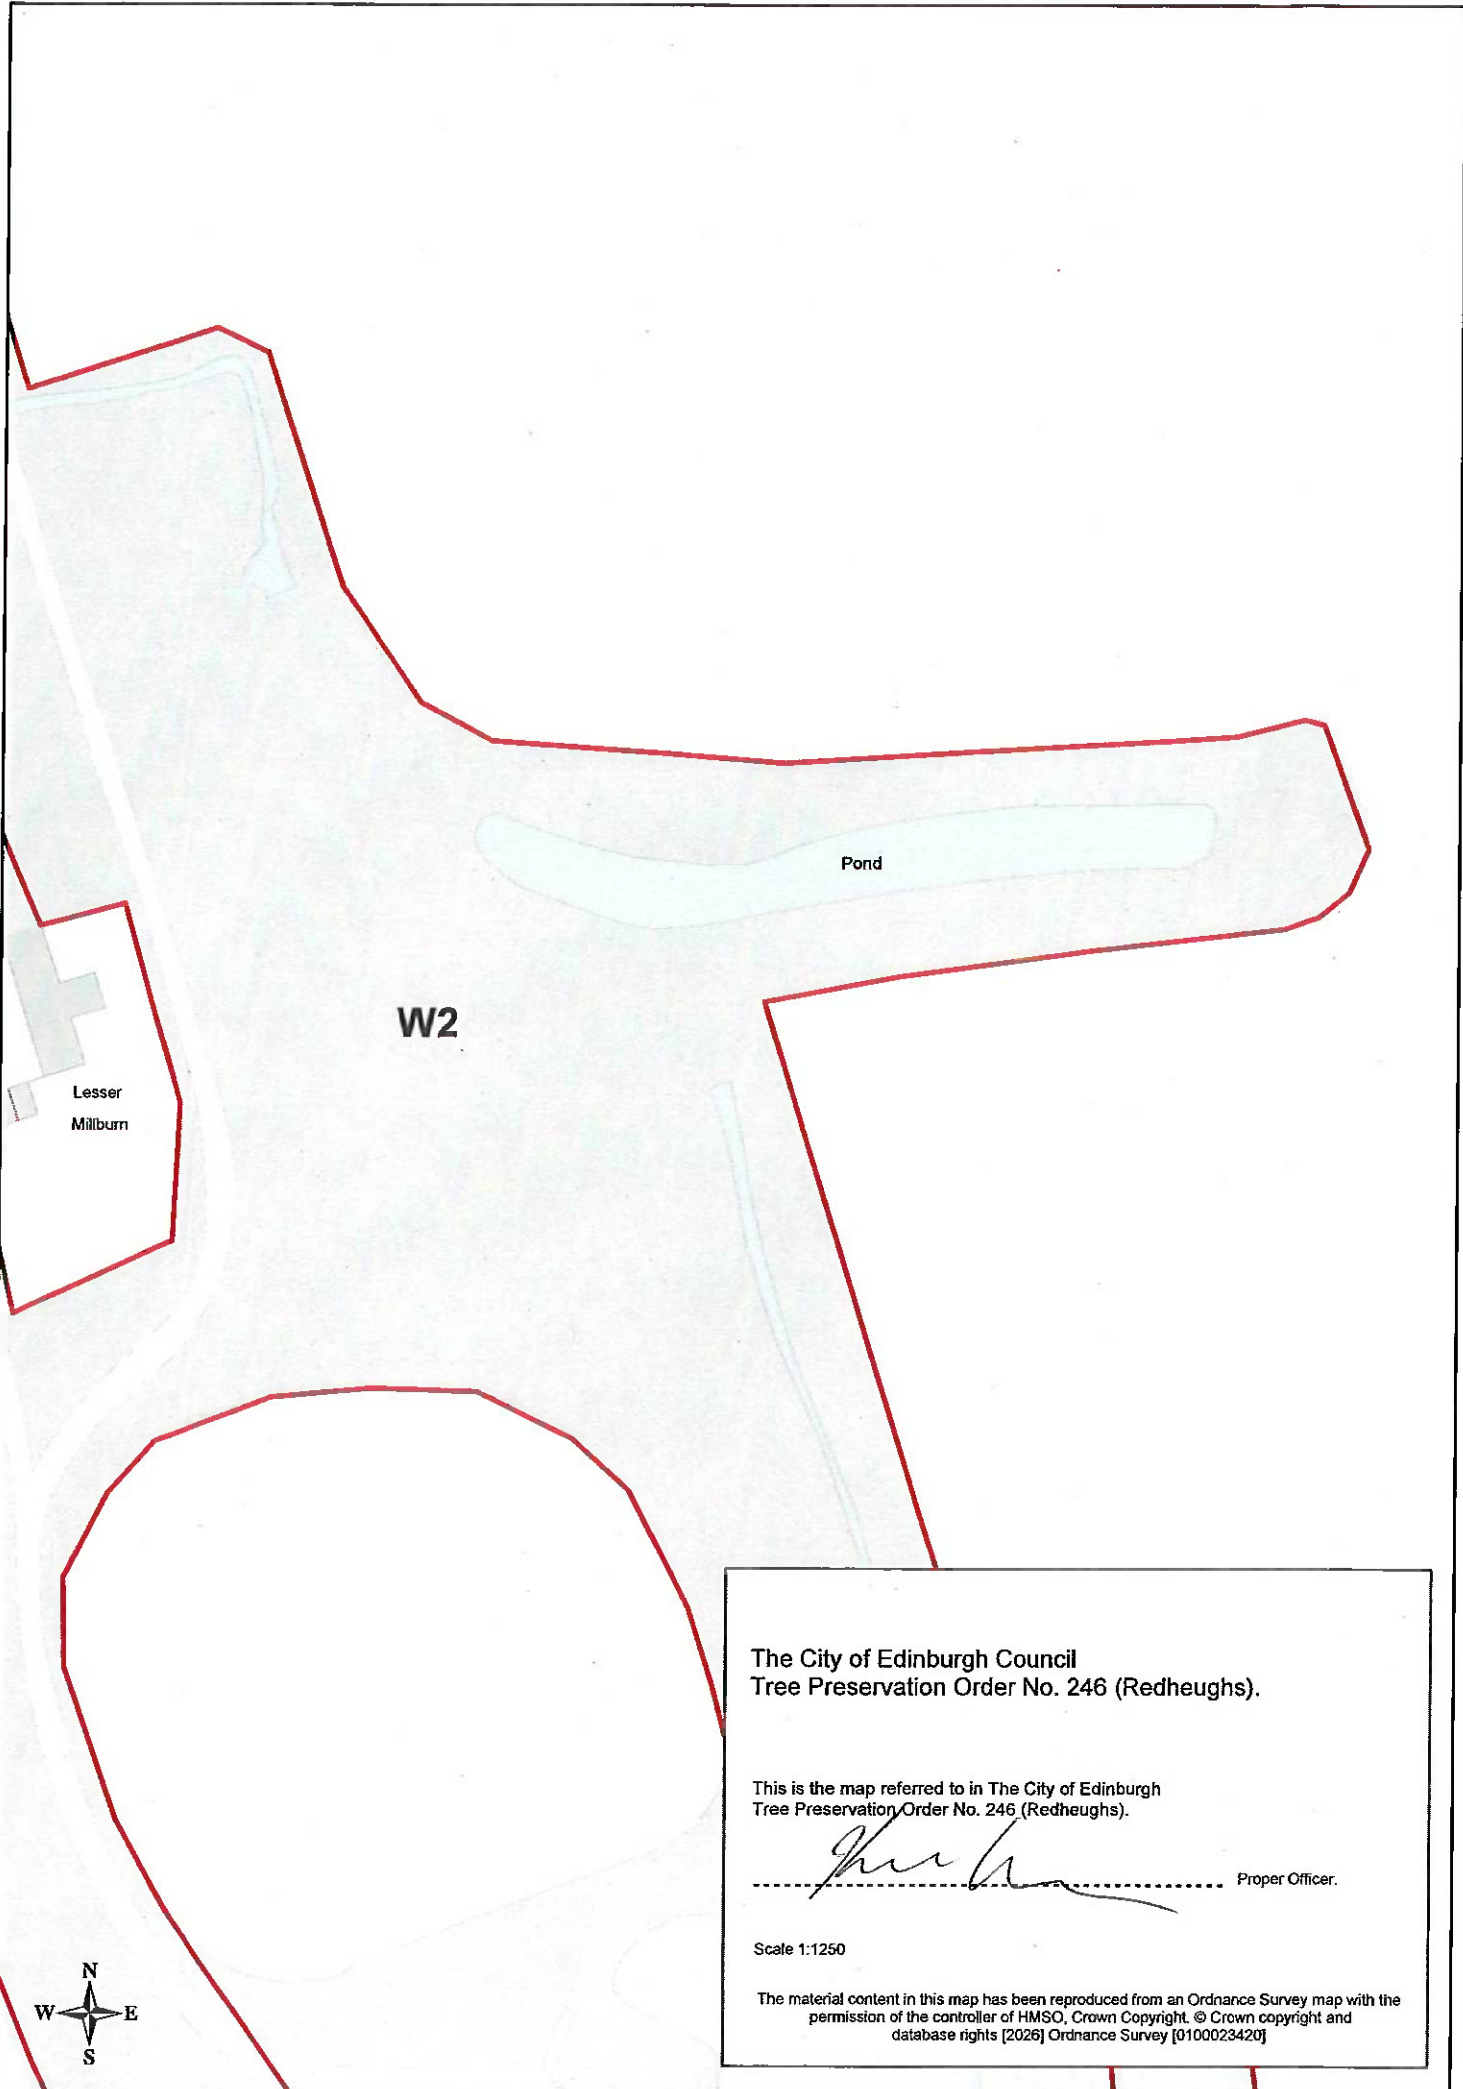 Pond
W2
Lesser
Millburn
The City of Edinburgh Council
Tree Preservation Order No. 246 (Redheughs).
This is the map referred to in The City of Edinburgh
Tree Preservation Order No. 246 (Redheughs).
Proper Officer.
Scale 1:1250
N
W E
S
The material content in this map has been reproduced from an Ordnance Survey map with the
permission of the controller of HMSO, Crown Copyright. © Crown copyright and
database rights [2026] Ordnance Survey [0100023420]